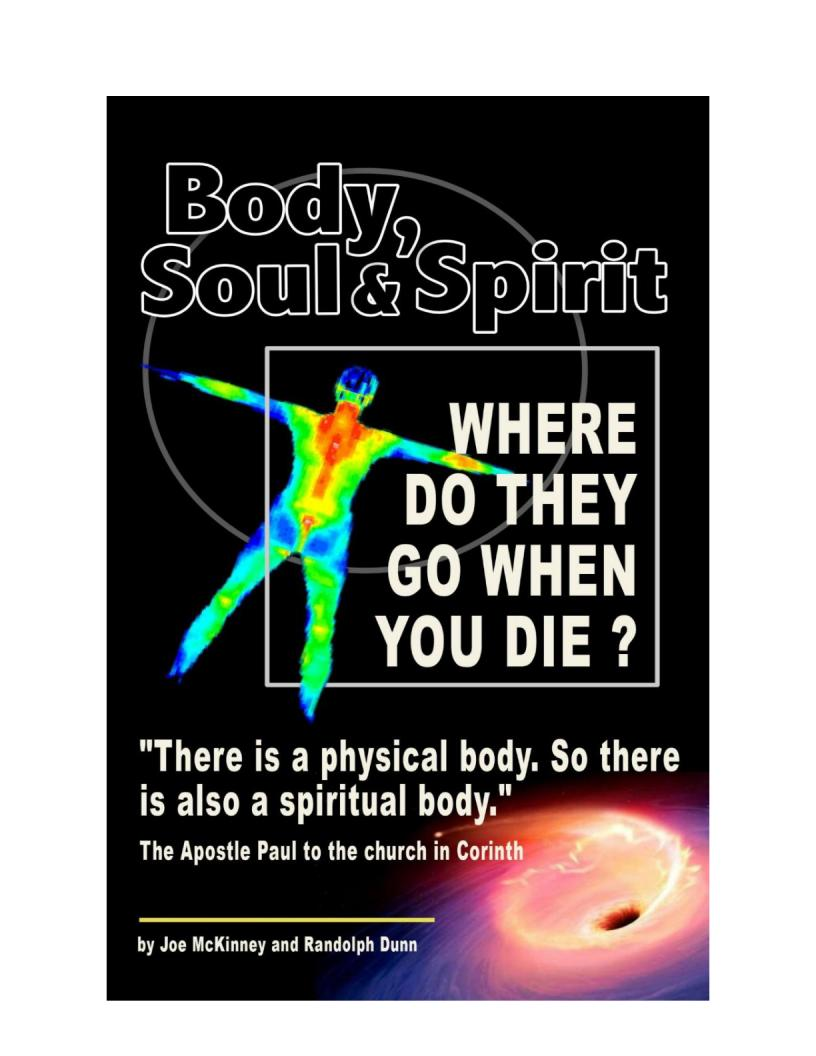 Body,
Soul & Spirit
WHERE
DO THEY
GO WHEN
YOU DIE ?
"There is a physical body. So there
is also a spiritual body."
The Apostle Paul to the church in Corinth
by Joe McKinney and Randolph Dunn